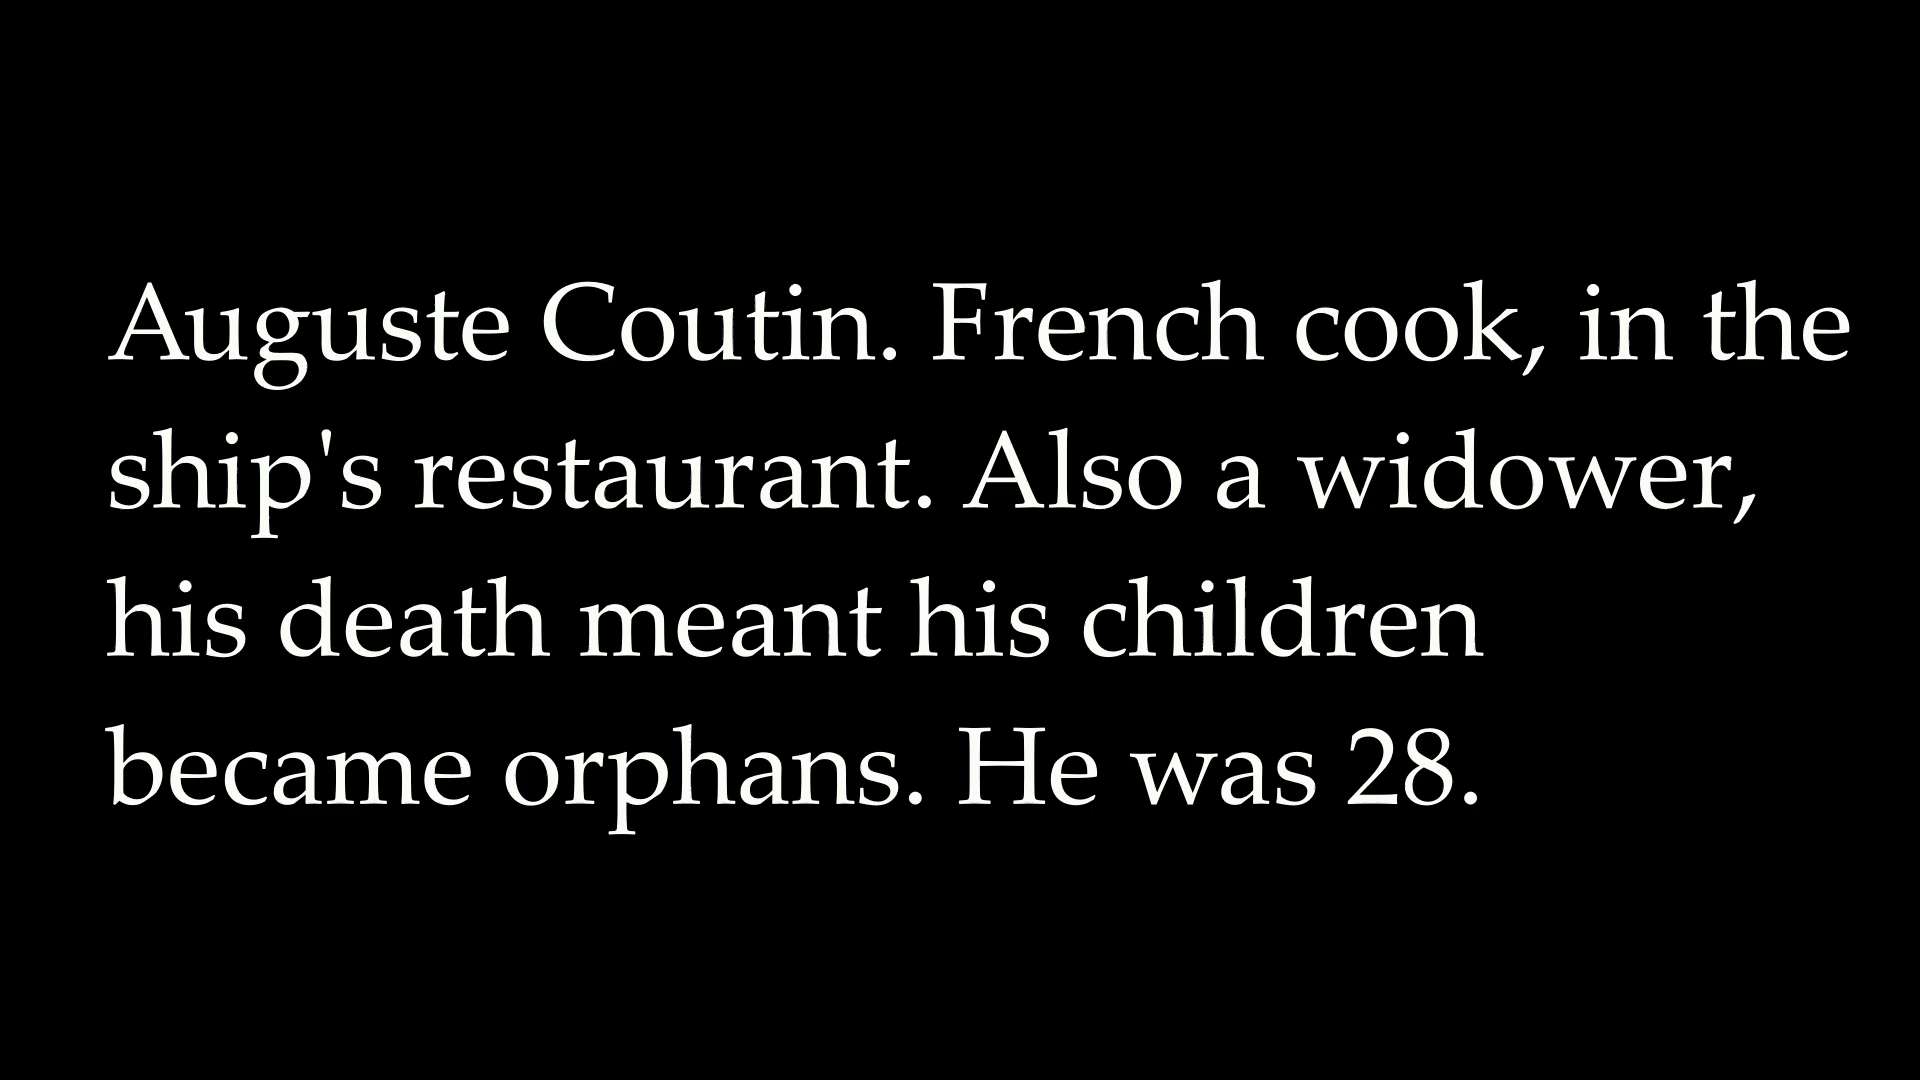 Auguste Coutin. French cook, in the
ship's restaurant. Also a widower,
his death meant his children
became orphans. He was 28.